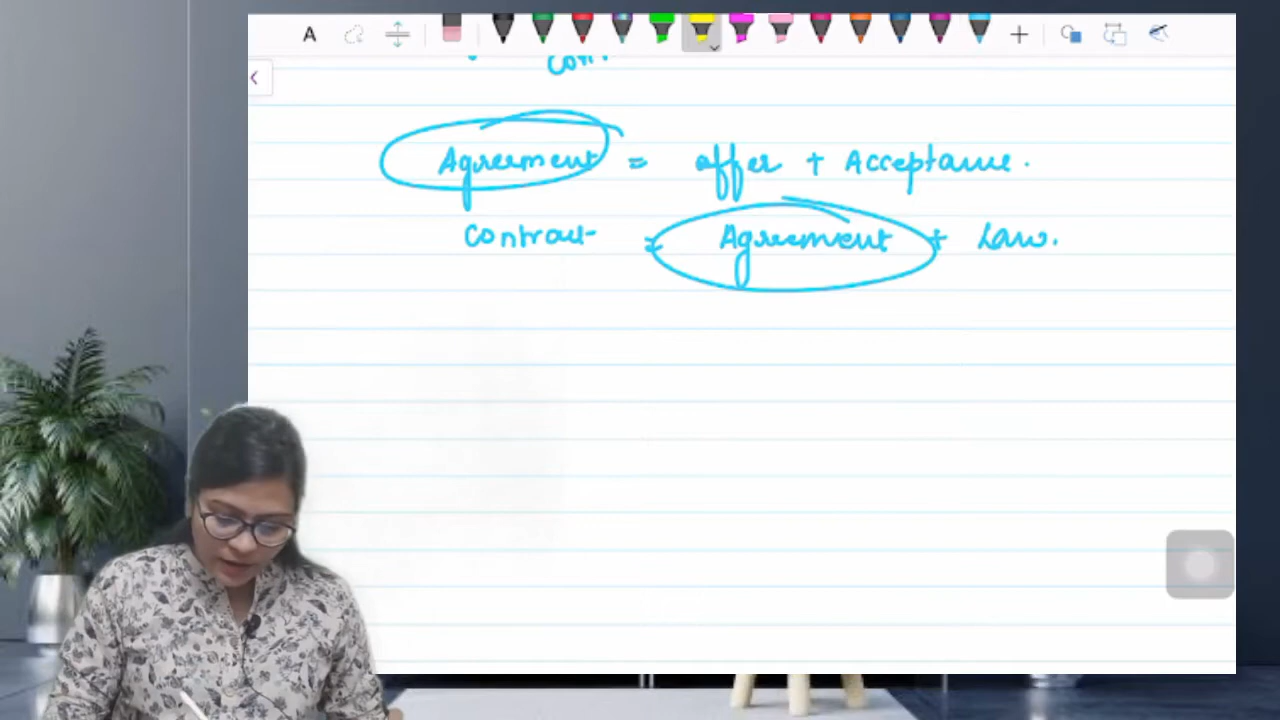 A
Agreement = offer + Acceptance.
Contract = Agreement + Law.